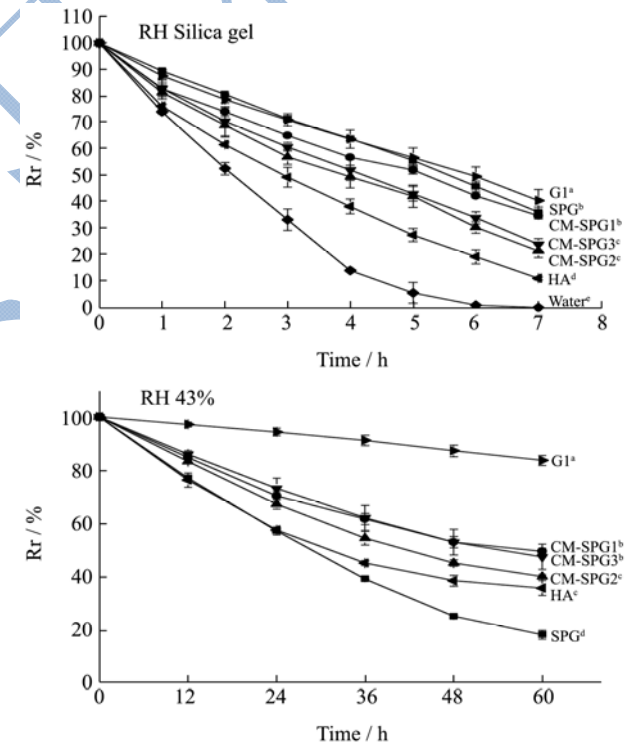 RH Silica gel
Rr / %
110
100
90
80
70
60
50
40
30
20
10
0
G1ᵃ
SPGᵇ
CM-SPG1ᵇ
CM-SPG3ᶜ
CM-SPG2ᶜ
HAᵈ
Waterᵉ
0 1 2 3 4 5 6 7 8
Time / h
RH 43%
Rr / %
100
80
60
40
20
0
G1ᵃ
CM-SPG1ᵇ
CM-SPG3ᵇ
CM-SPG2ᶜ
HAᶜ
SPGᵈ
0 12 24 36 48 60
Time / h